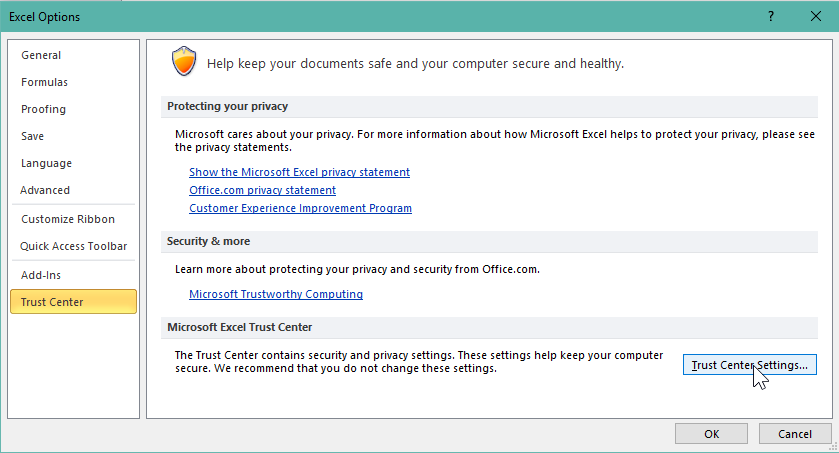 Excel Options
?
General
Formulas
Proofing
Save
Language
Advanced
Customize Ribbon
Quick Access Toolbar
Add-Ins
Trust Center
Help keep your documents safe and your computer secure and healthy.
Protecting your privacy
Microsoft cares about your privacy. For more information about how Microsoft Excel helps to protect your privacy, please see
the privacy statements.
Show the Microsoft Excel privacy statement
Office.com privacy statement
Customer Experience Improvement Program
Security & more
Learn more about protecting your privacy and security from Office.com.
Microsoft Trustworthy Computing
Microsoft Excel Trust Center
The Trust Center contains security and privacy settings. These settings help keep your computer
secure. We recommend that you do not change these settings.
Trust Center Settings...
OK
Cancel